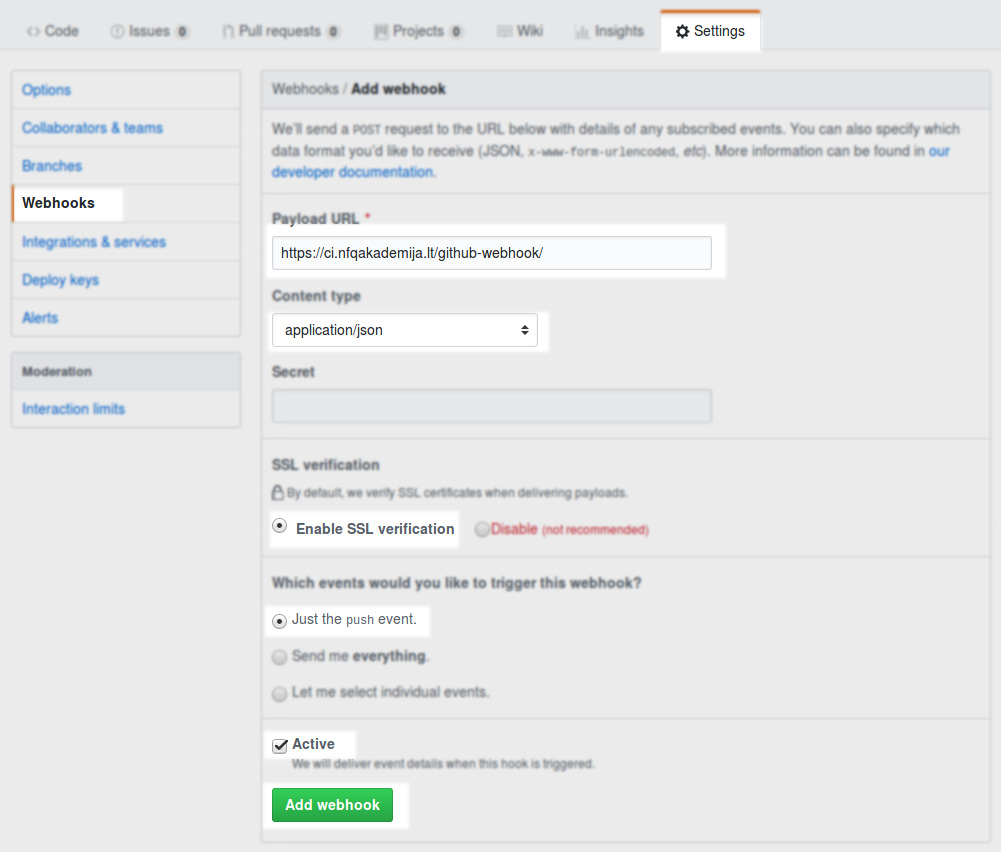 Code Issues 0 Pull requests 0 Projects 0 Wiki Insights Settings
Options
Collaborators & teams
Branches
Webhooks
Integrations & services
Deploy keys
Alerts
Moderation
Interaction limits
Webhooks / Add webhook
We'll send a POST request to the URL below with details of any subscribed events. You can also specify which
data format you'd like to receive (JSON, x-www-form-urlencoded, etc). More information can be found in our
developer documentation.
Payload URL *
https://ci.nfqakademija.lt/github-webhook/
Content type
application/json
Secret
SSL verification
By default, we verify SSL certificates when delivering payloads.
Enable SSL verification Disable (not recommended)
Which events would you like to trigger this webhook?
Just the push event.
Send me everything.
Let me select individual events.
Active
We will deliver event details when this hook is triggered.
Add webhook